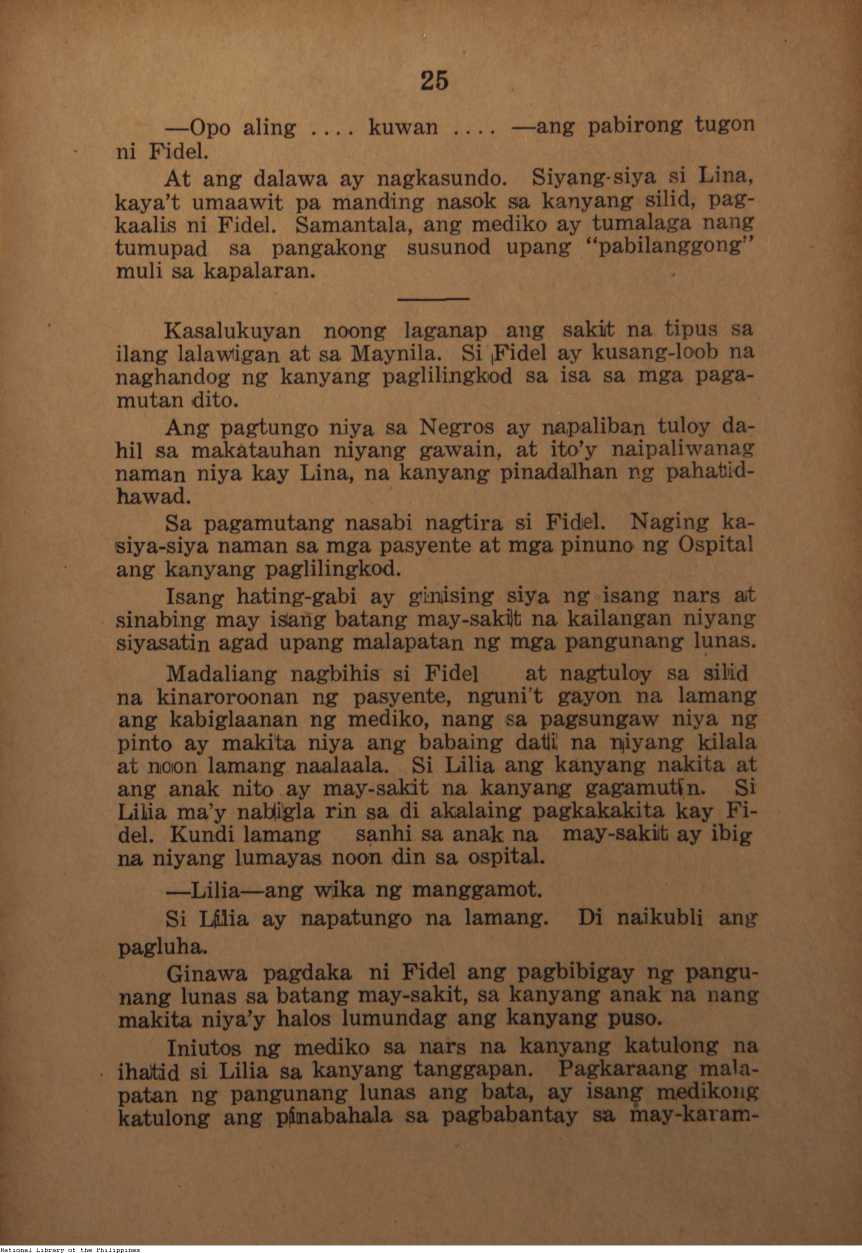 25
—Opo aling .... kuwan .... —ang pabirong tugon
ni Fidel.
At ang dalawa ay nagkasundo. Siyang-siya si Lina,
kaya't umaawit pa manding nasok sa kanyang silid, pag-
kaalis ni Fidel. Samantala, ang mediko ay tumalaga nang
tumupad sa pangakong susunod upang "pabilanggong"
muli sa kapalaran.
Kasalukuyan noong laganap ang sakit na tipus sa
ilang lalawigan at sa Maynila. Si Fidel ay kusang-loob na
naghandog ng kanyang paglilingkod sa isa sa mga paga-
mutan dito.
Ang pagtungo niya sa Negros ay napaliban tuloy da-
hil sa makatauhan niyang gawain, at ito'y naipaliwanag
naman niya kay Lina, na kanyang pinadalhan ng pahatid-
hawad.
Sa pagamutang nasabi nagtira si Fidel. Naging ka-
siya-siya naman sa mga pasyente at mga pinuno ng Ospital
ang kanyang paglilingkod.
Isang hating-gabi ay ginising siya ng isang nars at
sinabing may isang batang may-sakit na kailangan niyang
siyasatin agad upang malapatan ng mga pangunang lunas.
Madaliang nagbihis si Fidel at nagtuloy sa silid
na kinaroroonan ng pasyente, nguni't gayon na lamang
ang kabiglaanan ng mediko, nang sa pagsungaw niya ng
pinto ay makita niya ang babaing dati na niyang kilala
at noon lamang naalaala. Si Lilia ang kanyang nakita at
ang anak nito ay may-sakit na kanyang gagamutin. Si
Lilia ma'y nabigla rin sa di akalaing pagkakakita kay Fi-
del. Kundi lamang sanhi sa anak na may-sakit ay ibig
na niyang lumayas noon din sa ospital.
—Lilia—ang wika ng manggamot.
Si Lilia ay napatungo na lamang. Di naikubli ang
pagluha.
Ginawa pagdaka ni Fidel ang pagbibigay ng pangu-
nang lunas sa batang may-sakit, sa kanyang anak na nang
makita niya'y halos lumundag ang kanyang puso.
Iniutos ng mediko sa nars na kanyang katulong na
ihatid si Lilia sa kanyang tanggapan. Pagkaraang mala-
patan ng pangunang lunas ang bata, ay isang medikong
katulong ang pinabahala sa pagbabantay sa may-karam-
National Library of the Philippines